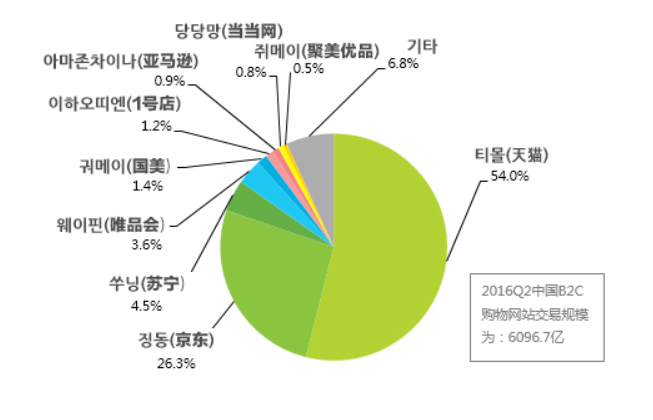 당당망(当当网)
쥐메이(聚美优品)
0.5%
기타
6.8%
아마존차이나(亚马逊)
0.9%
0.8%
이하오띠엔(1号店)
1.2%
티몰(天猫)
54.0%
궈메이(国美)
1.4%
웨이핀(唯品会)
3.6%
쑤닝(苏宁)
4.5%
징동(京东)
26.3%
2016Q2中国B2C
购物网站交易规模
为：6096.7亿